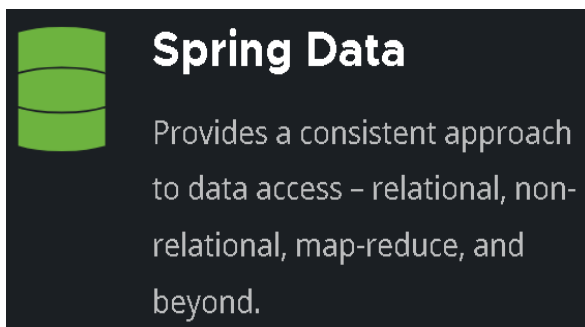 Spring Data
Provides a consistent approach
to data access – relational, non-
relational, map-reduce, and
beyond.